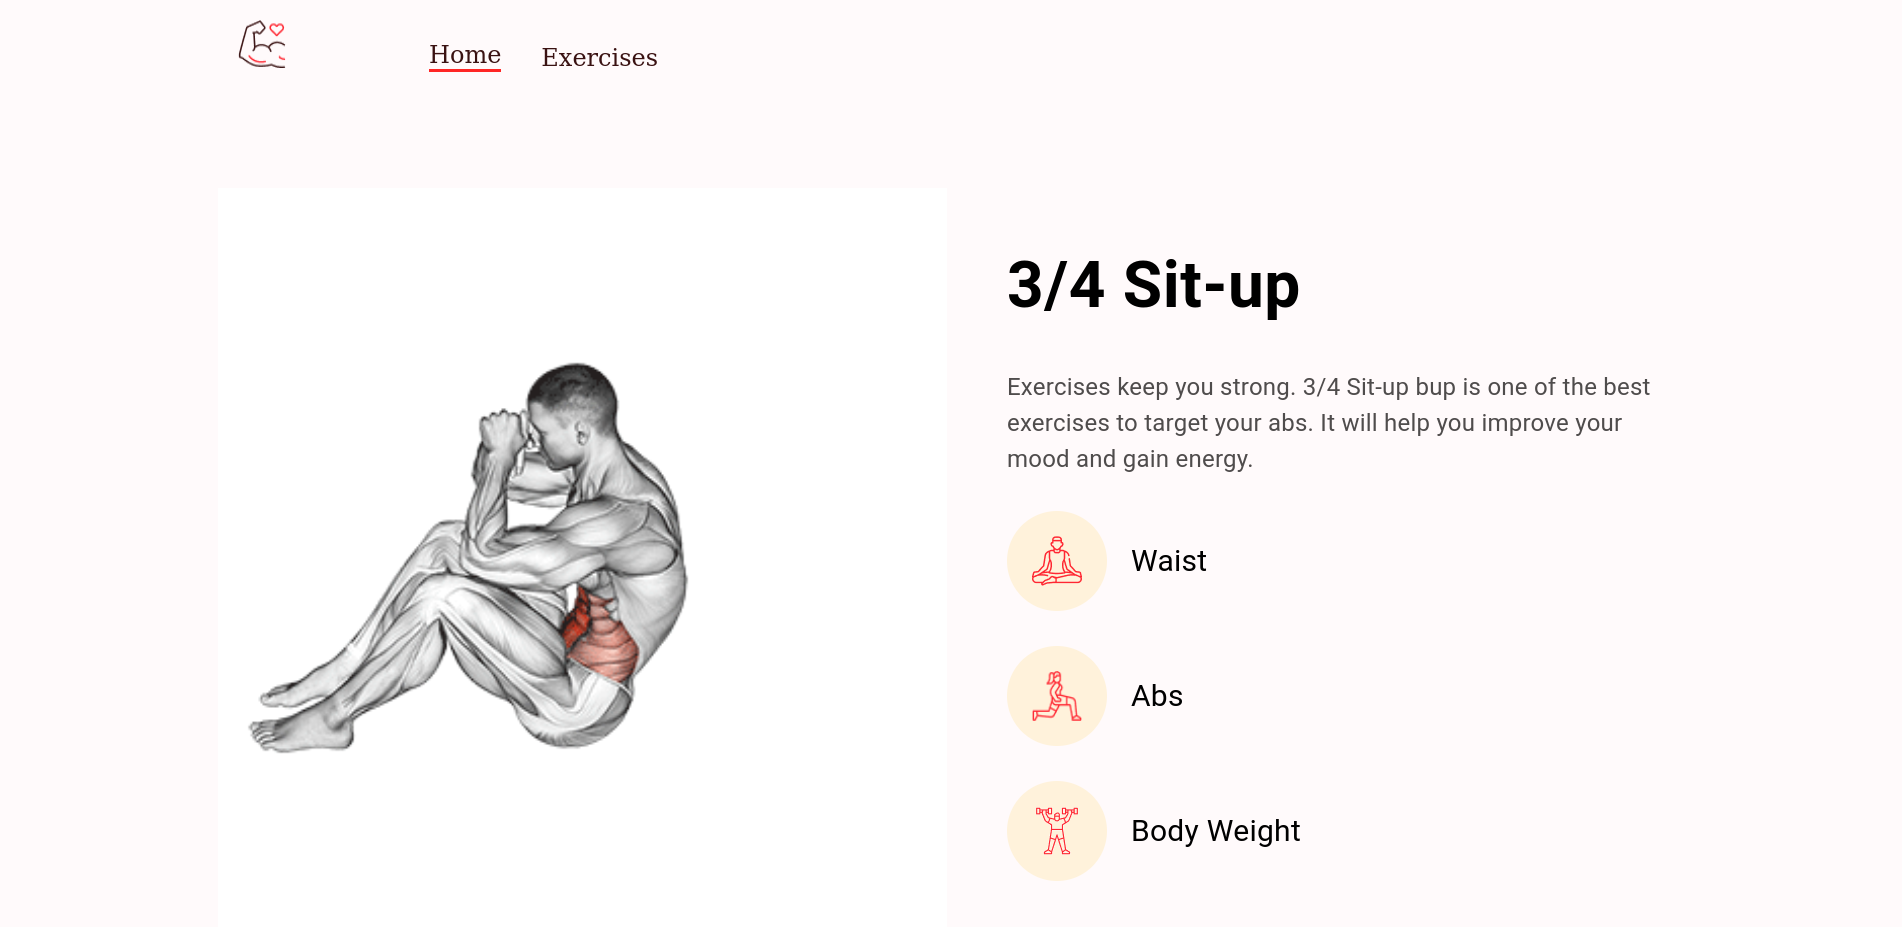 Home Exercises
3/4 Sit-up
Exercises keep you strong. 3/4 Sit-up bup is one of the best
exercises to target your abs. It will help you improve your
mood and gain energy.
Waist
Abs
Body Weight